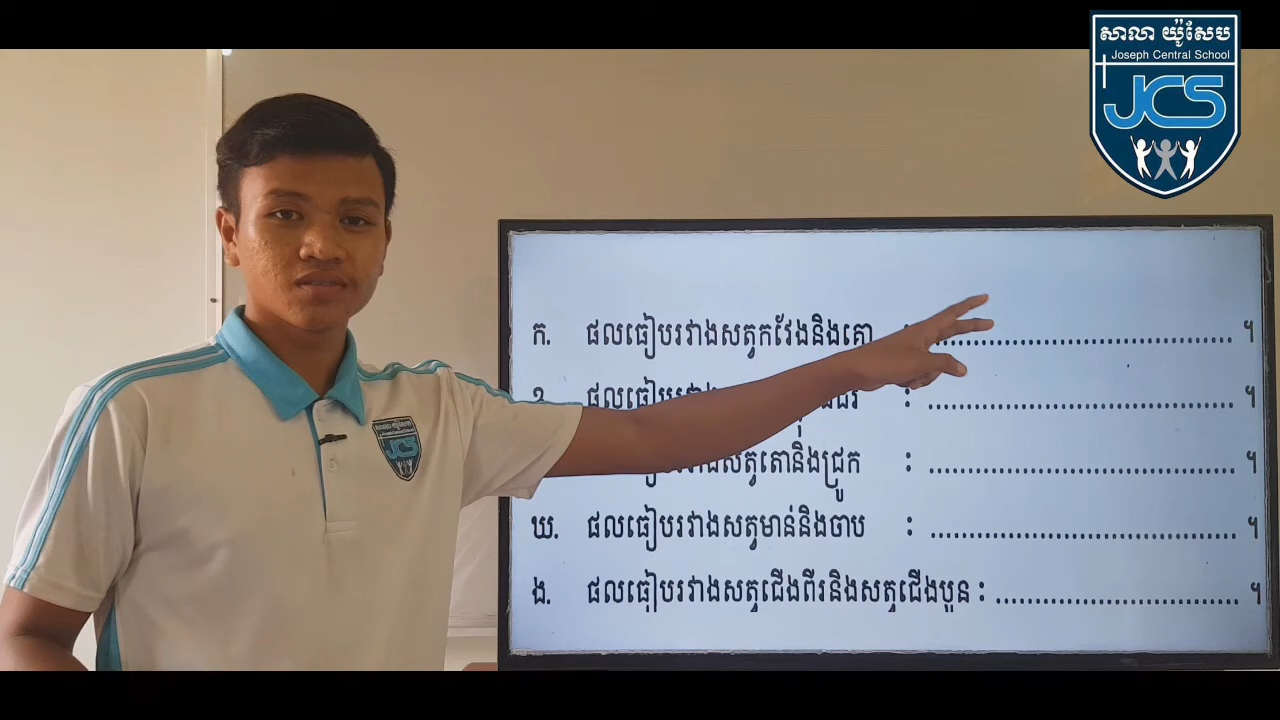 សាលា យ៉ូសែប
Joseph Central School
JCS
ក. ផលធៀបរវាងសត្វកវែងនិងគោ : ........................................ ។
ផលធៀប : ........................................ ។
សត្វតោនិងជ្រូក : ........................................ ។
ឃ. ផលធៀបរវាងសត្វមាន់និងចាប : ........................................ ។
ង. ផលធៀបរវាងសត្វជើងពីរនិងសត្វជើងបួន : ................................ ។
JCS